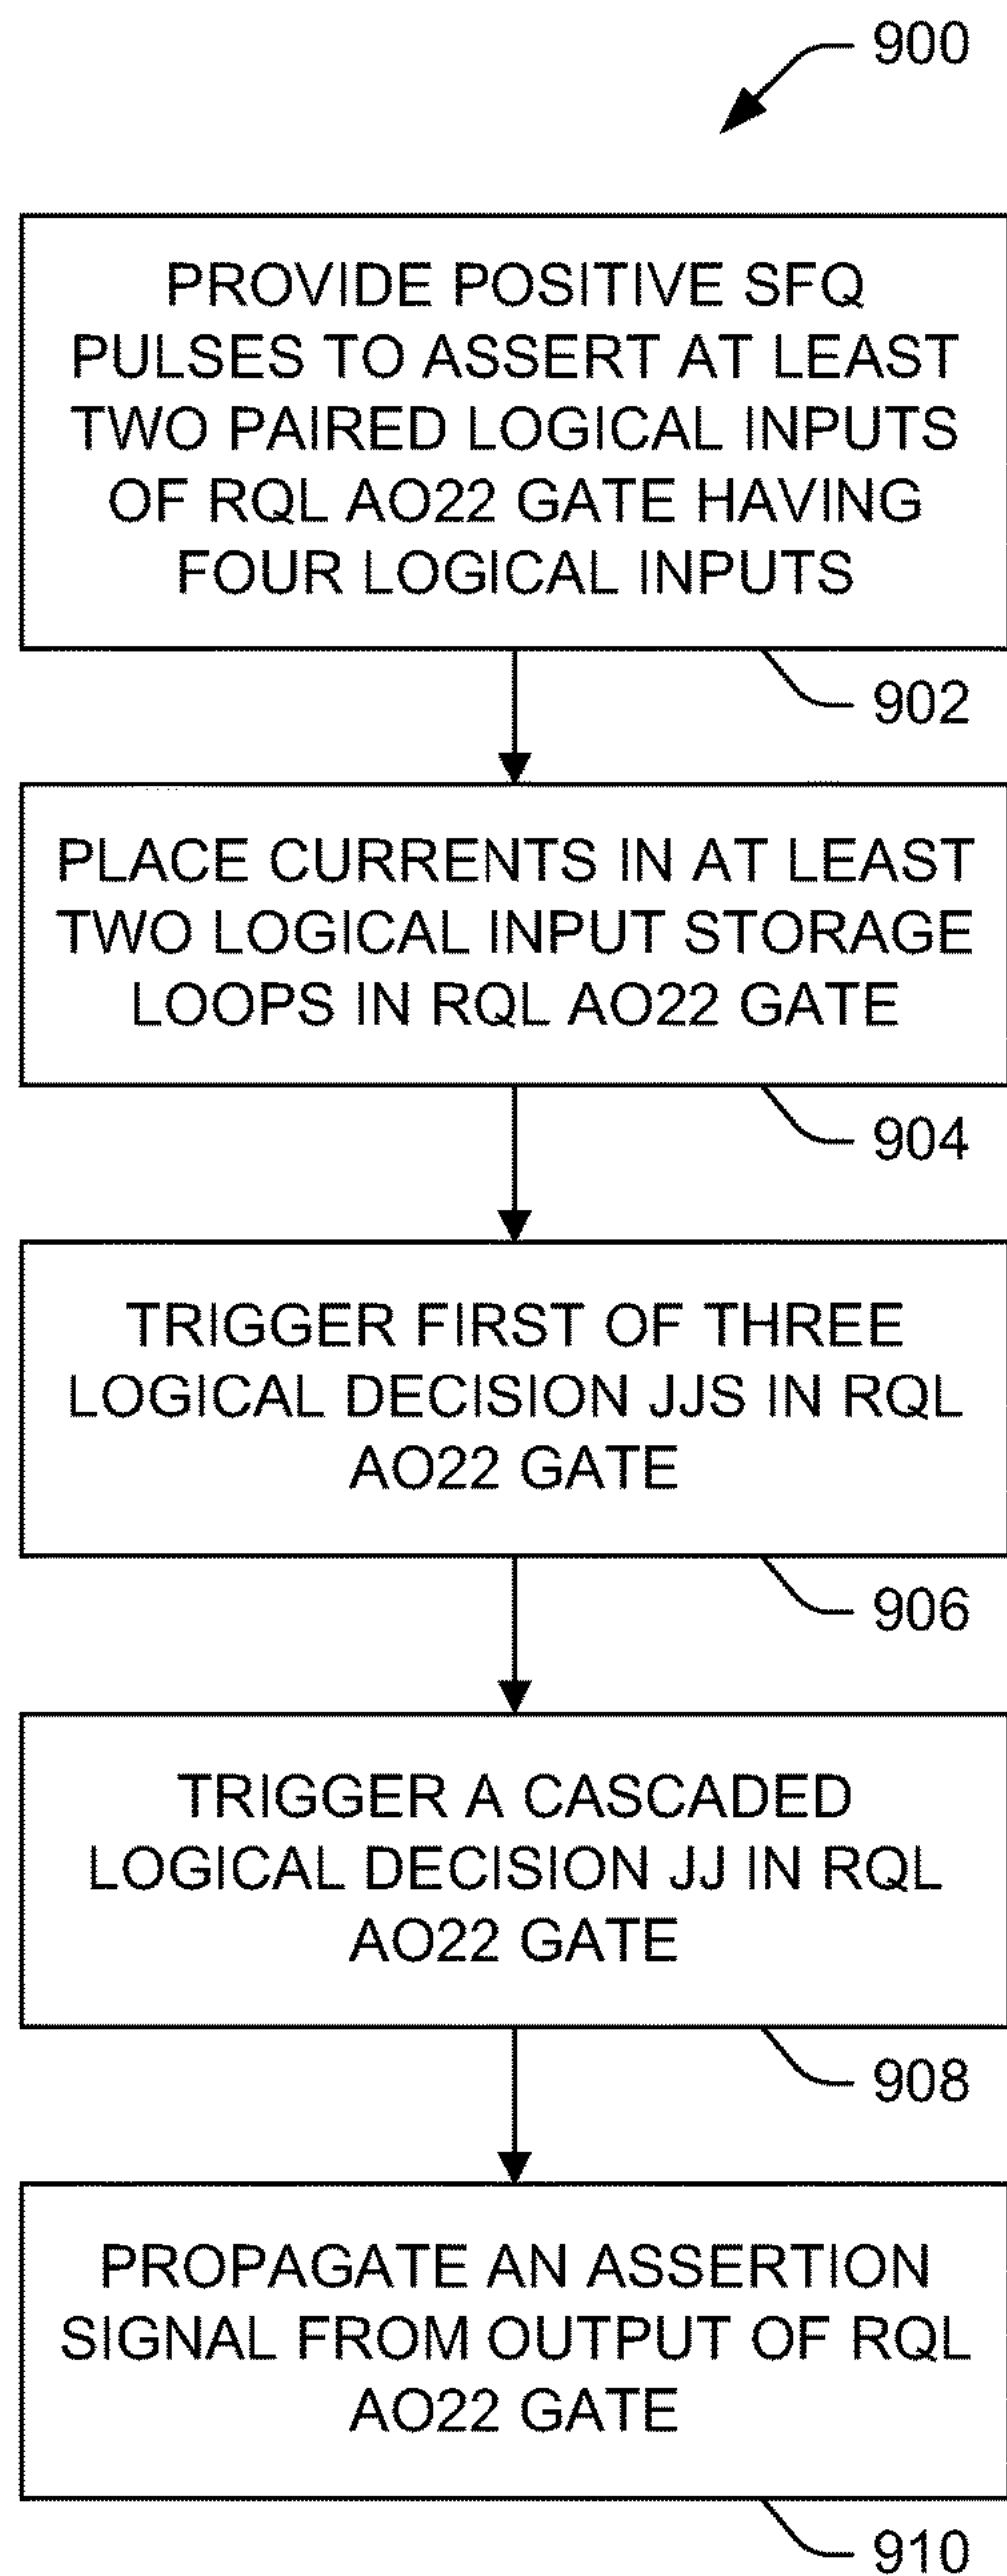 900
PROVIDE POSITIVE SFQ
PULSES TO ASSERT AT LEAST
TWO PAIRED LOGICAL INPUTS
OF RQL AO22 GATE HAVING
FOUR LOGICAL INPUTS
902
PLACE CURRENTS IN AT LEAST
TWO LOGICAL INPUT STORAGE
LOOPS IN RQL AO22 GATE
904
TRIGGER FIRST OF THREE
LOGICAL DECISION JJS IN RQL
AO22 GATE
906
TRIGGER A CASCADED
LOGICAL DECISION JJ IN RQL
AO22 GATE
908
PROPAGATE AN ASSERTION
SIGNAL FROM OUTPUT OF RQL
AO22 GATE
910